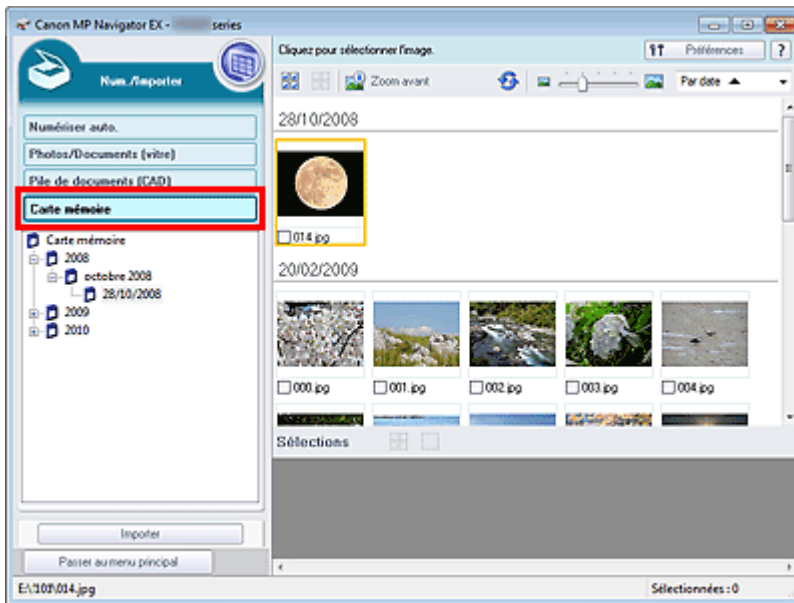 Canon MP Navigator EX - series
Num./Importer
Numériser auto.
Photos/Documents (vitre)
Pile de documents (CAD)
Carte mémoire
Carte mémoire
2008
octobre 2008
28/10/2008
2009
2010
Importer
Passer au menu principal
Cliquez pour sélectionner l'image.
Préférences
?
Zoom avant
Par date
28/10/2008
014.jpg
20/02/2009
000.jpg
001.jpg
002.jpg
003.jpg
004.jpg
Sélections
E:\101\014.jpg
Sélectionnées : 0